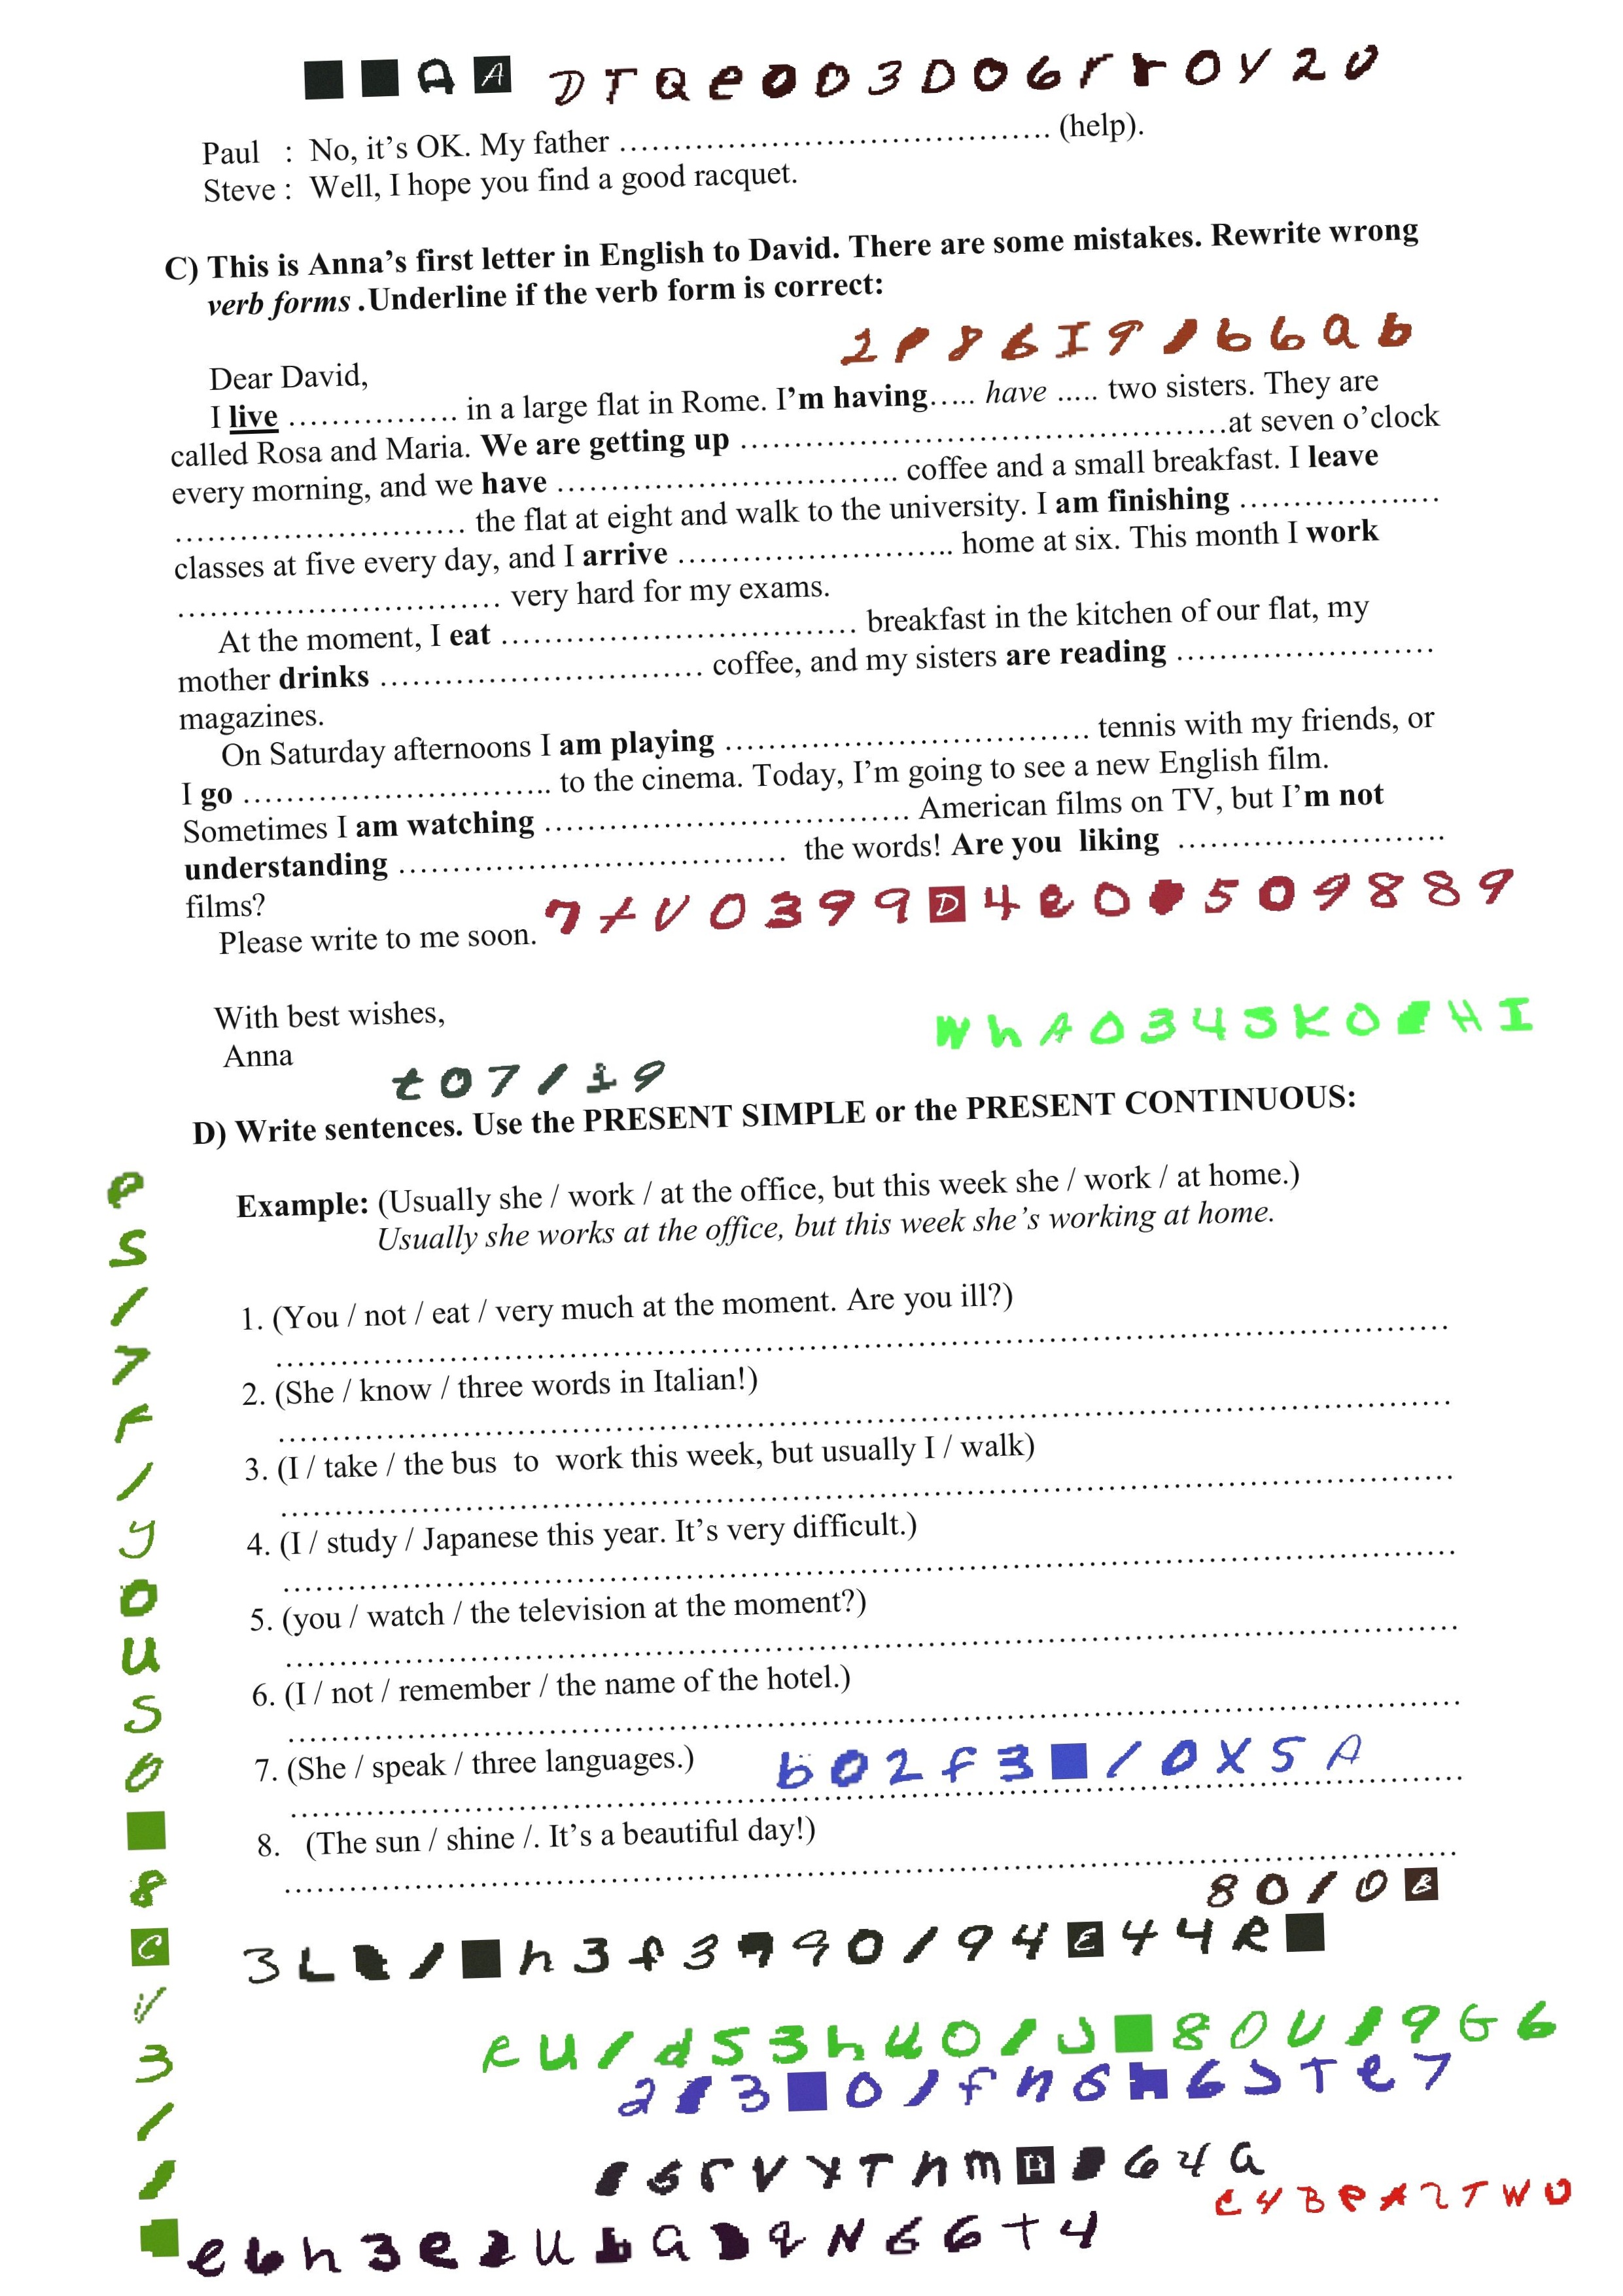 Paul : No, it's OK. My father ………………………………… (help).
Steve : Well, I hope you find a good racquet.
C) This is Anna's first letter in English to David. There are some mistakes. Rewrite wrong
verb forms .Underline if the verb form is correct:
Dear David,
I live ……………. in a large flat in Rome. I'm having….. have ..... two sisters. They are
called Rosa and Maria. We are getting up ………………………………………at seven o'clock
every morning, and we have ………………………….. coffee and a small breakfast. I leave
……………………… the flat at eight and walk to the university. I am finishing ………………
classes at five every day, and I arrive …………………….. home at six. This month I work
………………………… very hard for my exams.
At the moment, I eat …………………………… breakfast in the kitchen of our flat, my
mother drinks ………………………… coffee, and my sisters are reading ……………………
magazines.
On Saturday afternoons I am playing …………………………… tennis with my friends, or
I go ……………………….. to the cinema. Today, I'm going to see a new English film.
Sometimes I am watching …………………………… American films on TV, but I'm not
understanding ……………………………… the words! Are you liking ……………………
films?
Please write to me soon.
With best wishes,
Anna
t07/19
D) Write sentences. Use the PRESENT SIMPLE or the PRESENT CONTINUOUS:
Example: (Usually she / work / at the office, but this week she / work / at home.)
Usually she works at the office, but this week she's working at home.
1. (You / not / eat / very much at the moment. Are you ill?)
………………………………………………………………………………
2. (She / know / three words in Italian!)
………………………………………………………………………………
3. (I / take / the bus to work this week, but usually I / walk)
………………………………………………………………………………
4. (I / study / Japanese this year. It's very difficult.)
………………………………………………………………………………
5. (you / watch / the television at the moment?)
………………………………………………………………………………
6. (I / not / remember / the name of the hotel.)
………………………………………………………………………………
7. (She / speak / three languages.)
………………………………………………………………………………
8. (The sun / shine /. It's a beautiful day!)
………………………………………………………………………………